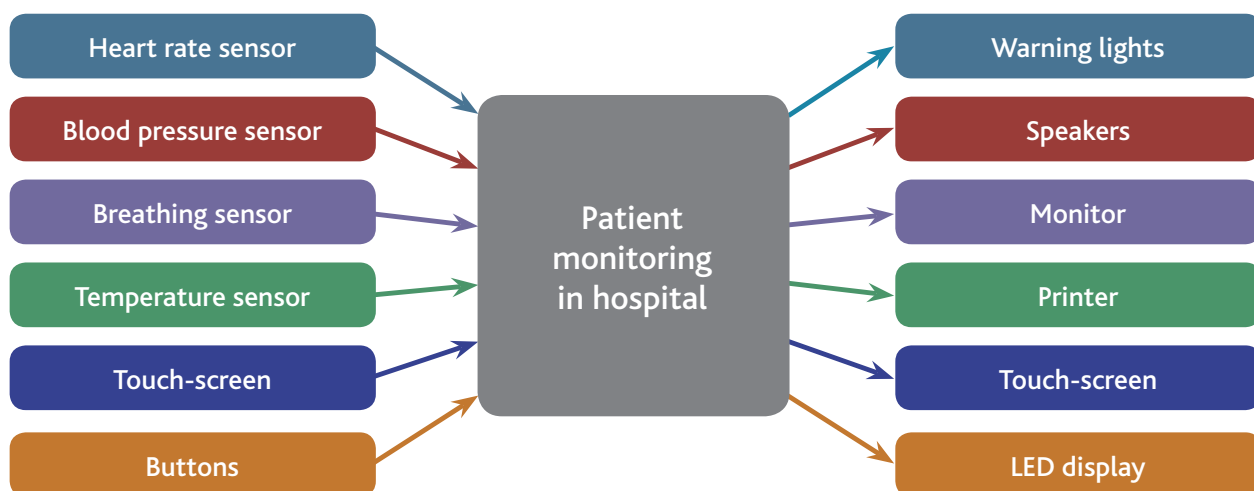 Heart rate sensor
Blood pressure sensor
Breathing sensor
Temperature sensor
Touch-screen
Buttons
Patient
monitoring
in hospital
Warning lights
Speakers
Monitor
Printer
Touch-screen
LED display